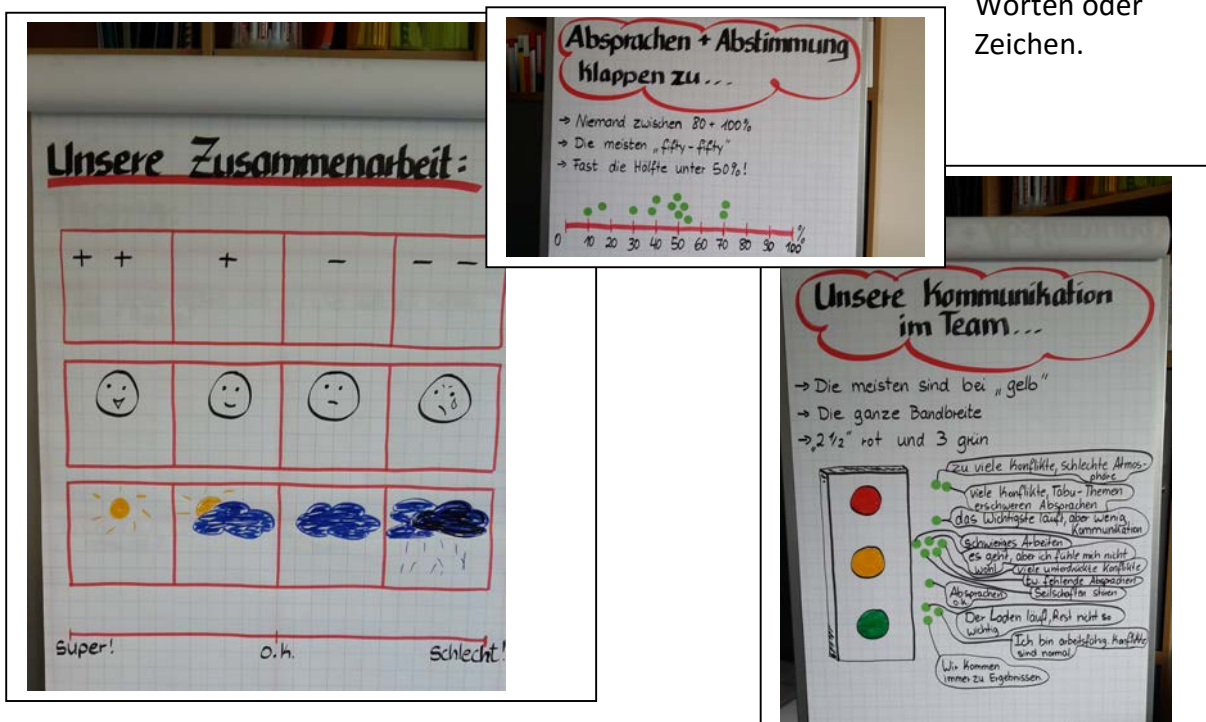 Worten oder
Zeichen.
Unsere Zusammenarbeit:
+ + + - - -
Super! o.k. Schlecht!
Absprachen + Abstimmung
klappen zu...
→ Niemand zwischen 80 + 100%
→ Die meisten „fifty-fifty"
→ Fast die Hälfte unter 50%!
0 10 20 30 40 50 60 70 80 90 100 %
Unsere Kommunikation
im Team...
→ Die meisten sind bei „gelb"
→ Die ganze Bandbreite
→ „2 1/2" rot und 3 grün
zu viele Konflikte, schlechte Atmos-
phäre
viele Konflikte, Tabu-Themen
erschweren Absprachen
das Wichtigste läuft, aber wenig
Kommunikation
schwieriges Arbeiten
es geht, aber ich fühle mich nicht
wohl
viele unterdrückte Konflikte
fehlende Absprachen
Seilschaften stören
Absprachen
o.k.
Der Laden läuft, Rest nicht so
wichtig
Ich bin arbeitsfähig. Konflikte
sind normal
Wir kommen
immer zu Ergebnissen